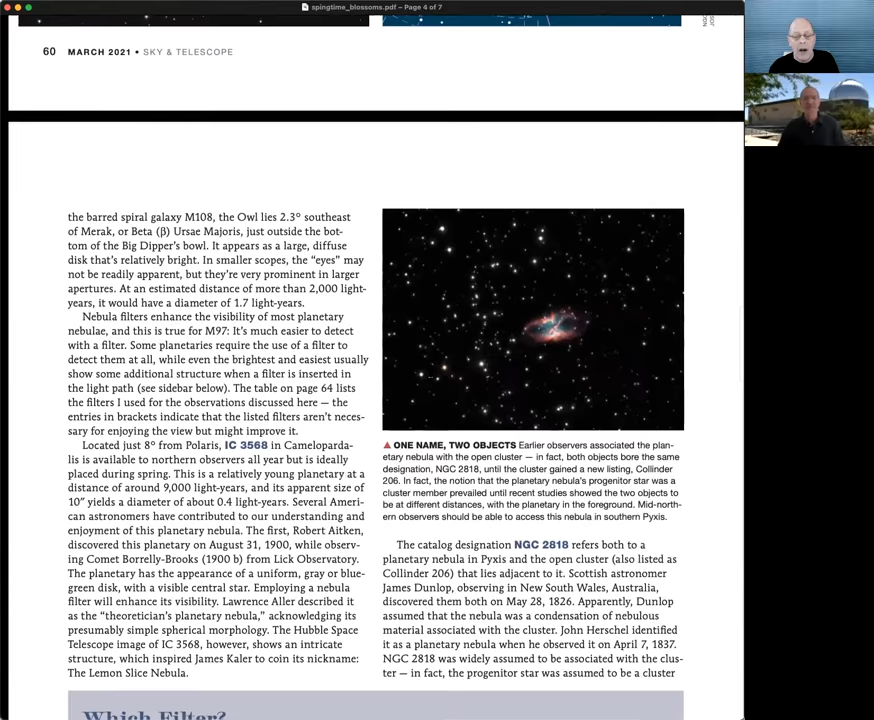 spingtime_blossoms.pdf – Page 4 of 7
60 MARCH 2021 • SKY & TELESCOPE
the barred spiral galaxy M108, the Owl lies 2.3° southeast
of Merak, or Beta (β) Ursae Majoris, just outside the bot-
tom of the Big Dipper's bowl. It appears as a large, diffuse
disk that's relatively bright. In smaller scopes, the "eyes" may
not be readily apparent, but they're very prominent in larger
apertures. At an estimated distance of more than 2,000 light-
years, it would have a diameter of 1.7 light-years.
Nebula filters enhance the visibility of most planetary
nebulae, and this is true for M97: It's much easier to detect
with a filter. Some planetaries require the use of a filter to
detect them at all, while even the brightest and easiest usually
show some additional structure when a filter is inserted in
the light path (see sidebar below). The table on page 64 lists
the filters I used for the observations discussed here — the
entries in brackets indicate that the listed filters aren't neces-
sary for enjoying the view but might improve it.
Located just 8° from Polaris, IC 3568 in Cameloparda-
lis is available to northern observers all year but is ideally
placed during spring. This is a relatively young planetary at a
distance of around 9,000 light-years, and its apparent size of
10″ yields a diameter of about 0.4 light-years. Several Ameri-
can astronomers have contributed to our understanding and
enjoyment of this planetary nebula. The first, Robert Aitken,
discovered this planetary on August 31, 1900, while observ-
ing Comet Borrelly-Brooks (1900 b) from Lick Observatory.
The planetary has the appearance of a uniform, gray or blue-
green disk, with a visible central star. Employing a nebula
filter will enhance its visibility. Lawrence Aller described it
as the "theoretician's planetary nebula," acknowledging its
presumably simple spherical morphology. The Hubble Space
Telescope image of IC 3568, however, shows an intricate
structure, which inspired James Kaler to coin its nickname:
The Lemon Slice Nebula.
▲ ONE NAME, TWO OBJECTS Earlier observers associated the plan-
etary nebula with the open cluster — in fact, both objects bore the same
designation, NGC 2818, until the cluster gained a new listing, Collinder
206. In fact, the notion that the planetary nebula's progenitor star was a
cluster member prevailed until recent studies showed the two objects to
be at different distances, with the planetary in the foreground. Mid-north-
ern observers should be able to access this nebula in southern Pyxis.
The catalog designation NGC 2818 refers both to a
planetary nebula in Pyxis and the open cluster (also listed as
Collinder 206) that lies adjacent to it. Scottish astronomer
James Dunlop, observing in New South Wales, Australia,
discovered them both on May 28, 1826. Apparently, Dunlop
assumed that the nebula was a condensation of nebulous
material associated with the cluster. John Herschel identified
it as a planetary nebula when he observed it on April 7, 1837.
NGC 2818 was widely assumed to be associated with the clus-
ter — in fact, the progenitor star was assumed to be a cluster
Which Filter?